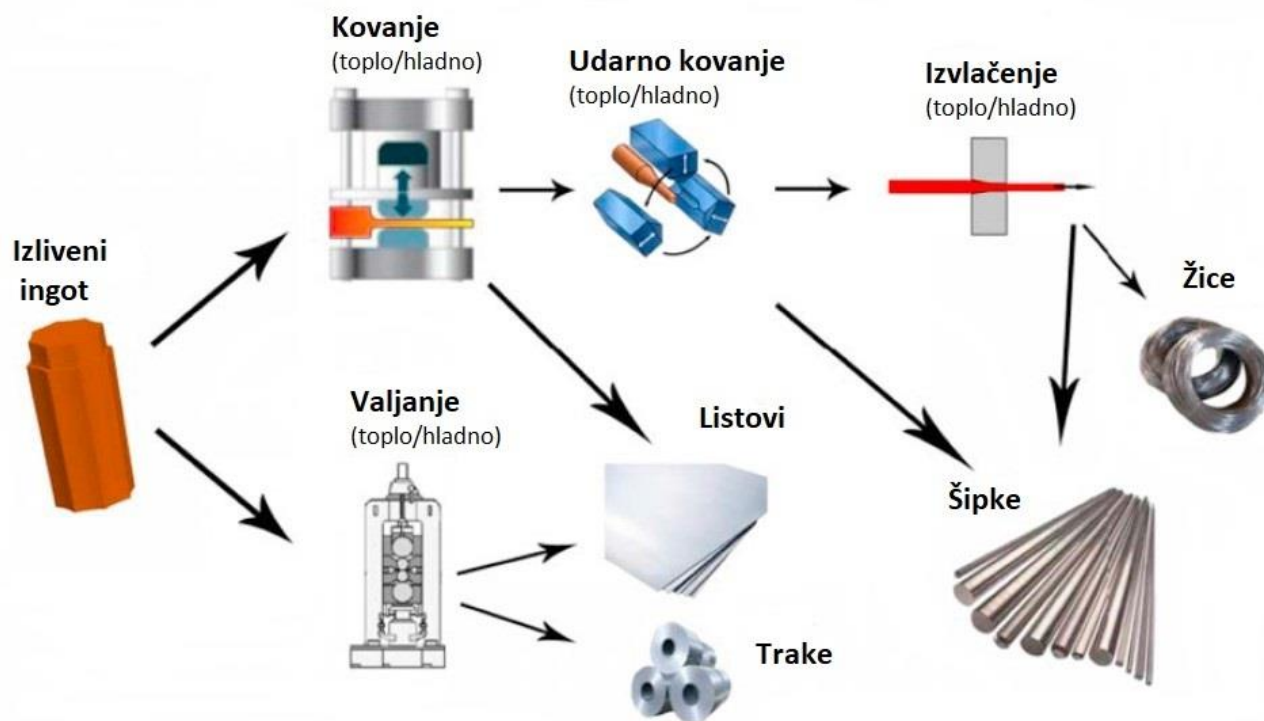 Kovanje
(toplo/hladno)
Udarno kovanje
(toplo/hladno)
Izvlačenje
(toplo/hladno)
Izliveni
ingot
Žice
Valjanje
(toplo/hladno)
Listovi
Šipke
Trake